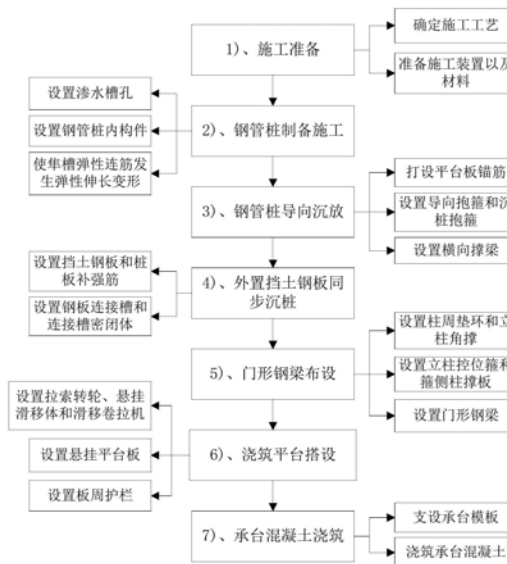 1)、施工准备
确定施工工艺
准备施工装置以及
材料
2)、钢管桩制备施工
设置渗水槽孔
设置钢管桩内构件
使隼槽弹性连筋发
生弹性伸长变形
3)、钢管桩导向沉放
打设平台板锚筋
设置导向抱箍和沉
桩抱箍
设置横向撑梁
4)、外置挡土钢板同
步沉桩
设置挡土钢板和桩
板补强筋
设置钢板连接槽和
连接槽密闭体
5)、门形钢梁布设
设置柱周垫环和立
柱角撑
设置立柱控位箍和
箍侧柱撑板
设置门形钢梁
6)、浇筑平台搭设
设置拉索转轮、悬挂
滑移体和滑移卷拉机
设置悬挂平台板
设置板周护栏
7)、承台混凝土浇筑
支设承台模板
浇筑承台混凝土